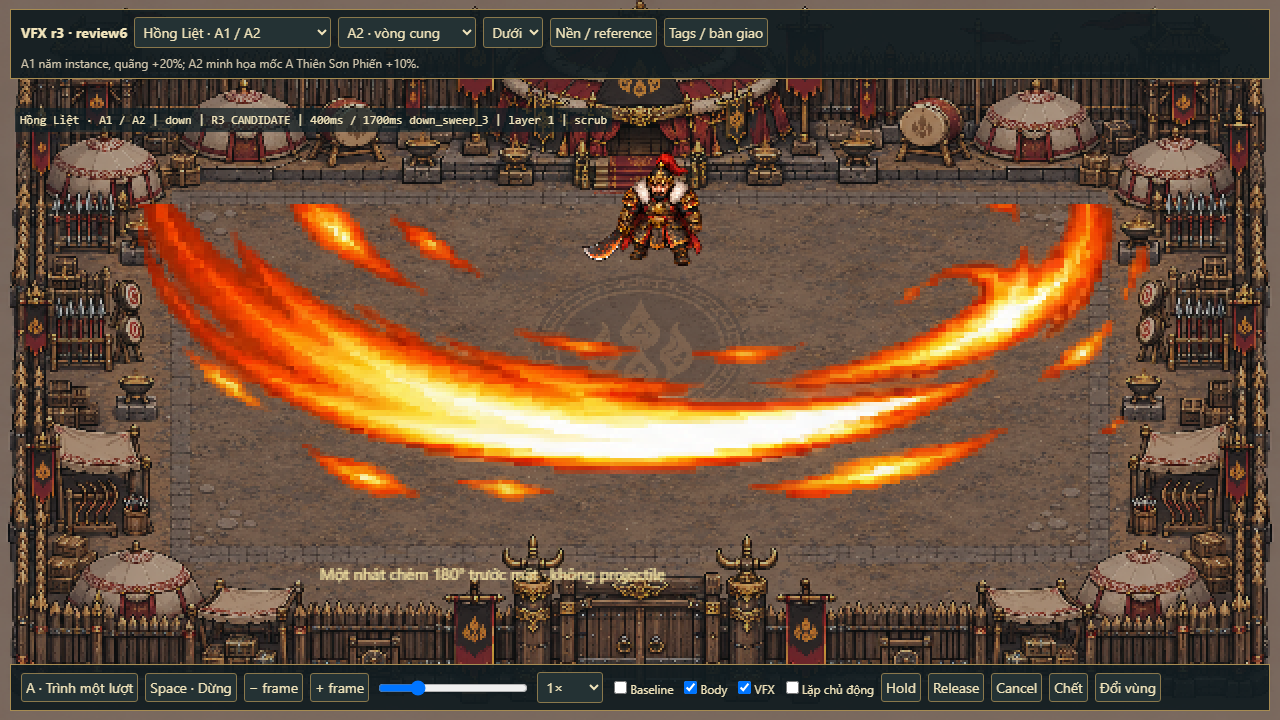 VFX r3 · review6 Hồng Liệt · A1 / A2 A2 · vòng cung Dưới Nền / reference Tags / bàn giao
A1 năm instance, quãng +20%; A2 minh họa mốc A Thiên Sơn Phiến +10%.
Hồng Liệt · A1 / A2 | down | R3 CANDIDATE | 400ms / 1700ms down_sweep_3 | layer 1 | scrub
Một nhát chém 180° trước mặt · không projectile
A · Trình một lượt Space · Dừng − frame + frame 1× Baseline Body VFX Lặp chủ động Hold Release Cancel Chết Đổi vùng